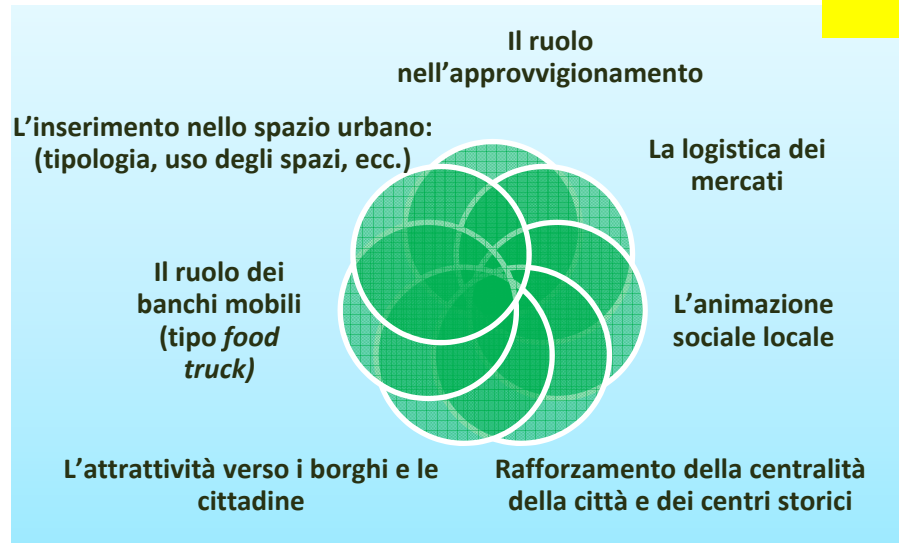 Il ruolo
nell'approvvigionamento
L'inserimento nello spazio urbano:
(tipologia, uso degli spazi, ecc.)
La logistica dei
mercati
Il ruolo dei
banchi mobili
(tipo food
truck)
L'animazione
sociale locale
L'attrattività verso i borghi e le
cittadine
Rafforzamento della centralità
della città e dei centri storici